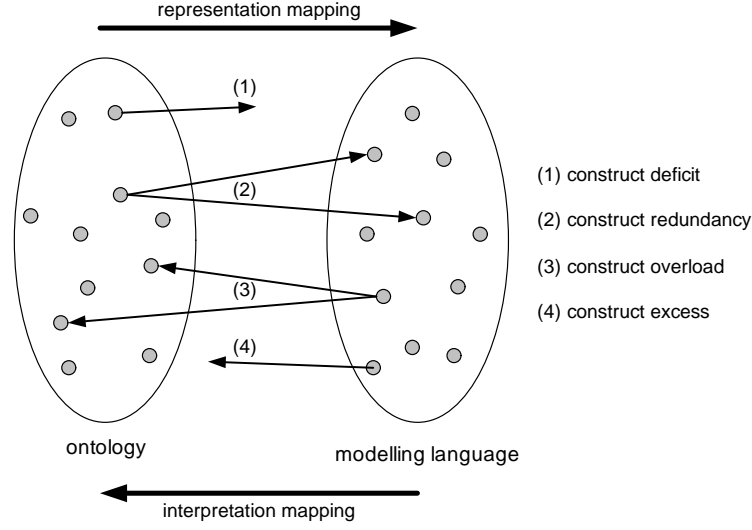 representation mapping
(1)
(2)
(3)
(4)
(1) construct deficit
(2) construct redundancy
(3) construct overload
(4) construct excess
ontology
modelling language
interpretation mapping